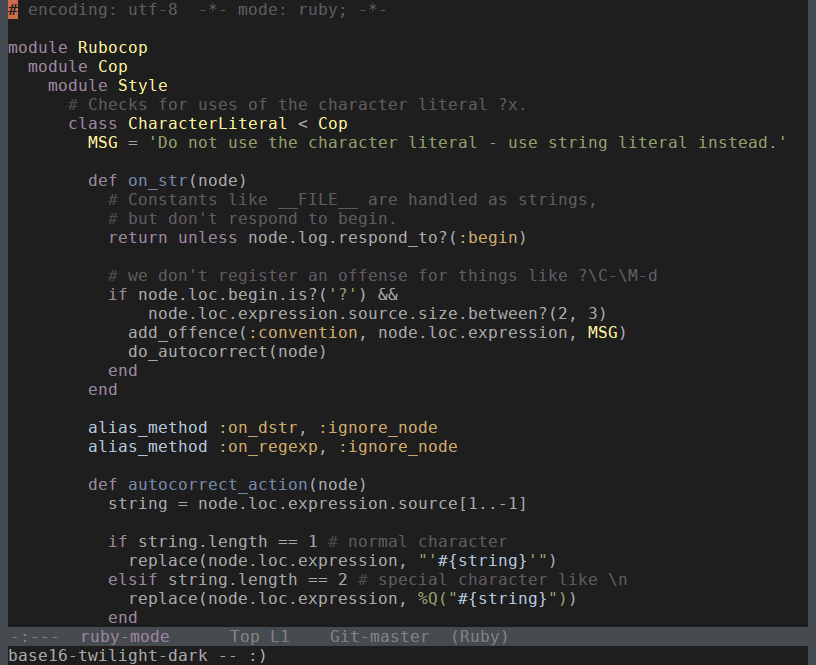 # encoding: utf-8  -*- mode: ruby; -*-
module Rubocop
  module Cop
    module Style
      # Checks for uses of the character literal ?x.
      class CharacterLiteral < Cop
        MSG = 'Do not use the character literal - use string literal instead.'
        def on_str(node)
          # Constants like __FILE__ are handled as strings,
          # but don't respond to begin.
          return unless node.log.respond_to?(:begin)
          # we don't register an offense for things like ?\C-\M-d
          if node.loc.begin.is?('?') &&
              node.loc.expression.source.size.between?(2, 3)
            add_offence(:convention, node.loc.expression, MSG)
            do_autocorrect(node)
          end
        end
        alias_method :on_dstr, :ignore_node
        alias_method :on_regexp, :ignore_node
        def autocorrect_action(node)
          string = node.loc.expression.source[1..-1]
          if string.length == 1 # normal character
            replace(node.loc.expression, "'#{string}'")
          elsif string.length == 2 # special character like \n
            replace(node.loc.expression, %Q("#{string}"))
          end
-:---  ruby-mode      Top L1    Git-master  (Ruby)
base16-twilight-dark -- :)